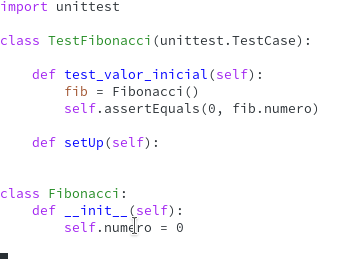 import unittest
class TestFibonacci(unittest.TestCase):
def test_valor_inicial(self):
fib = Fibonacci()
self.assertEquals(0, fib.numero)
def setUp(self):
class Fibonacci:
def __init__(self):
self.numero = 0